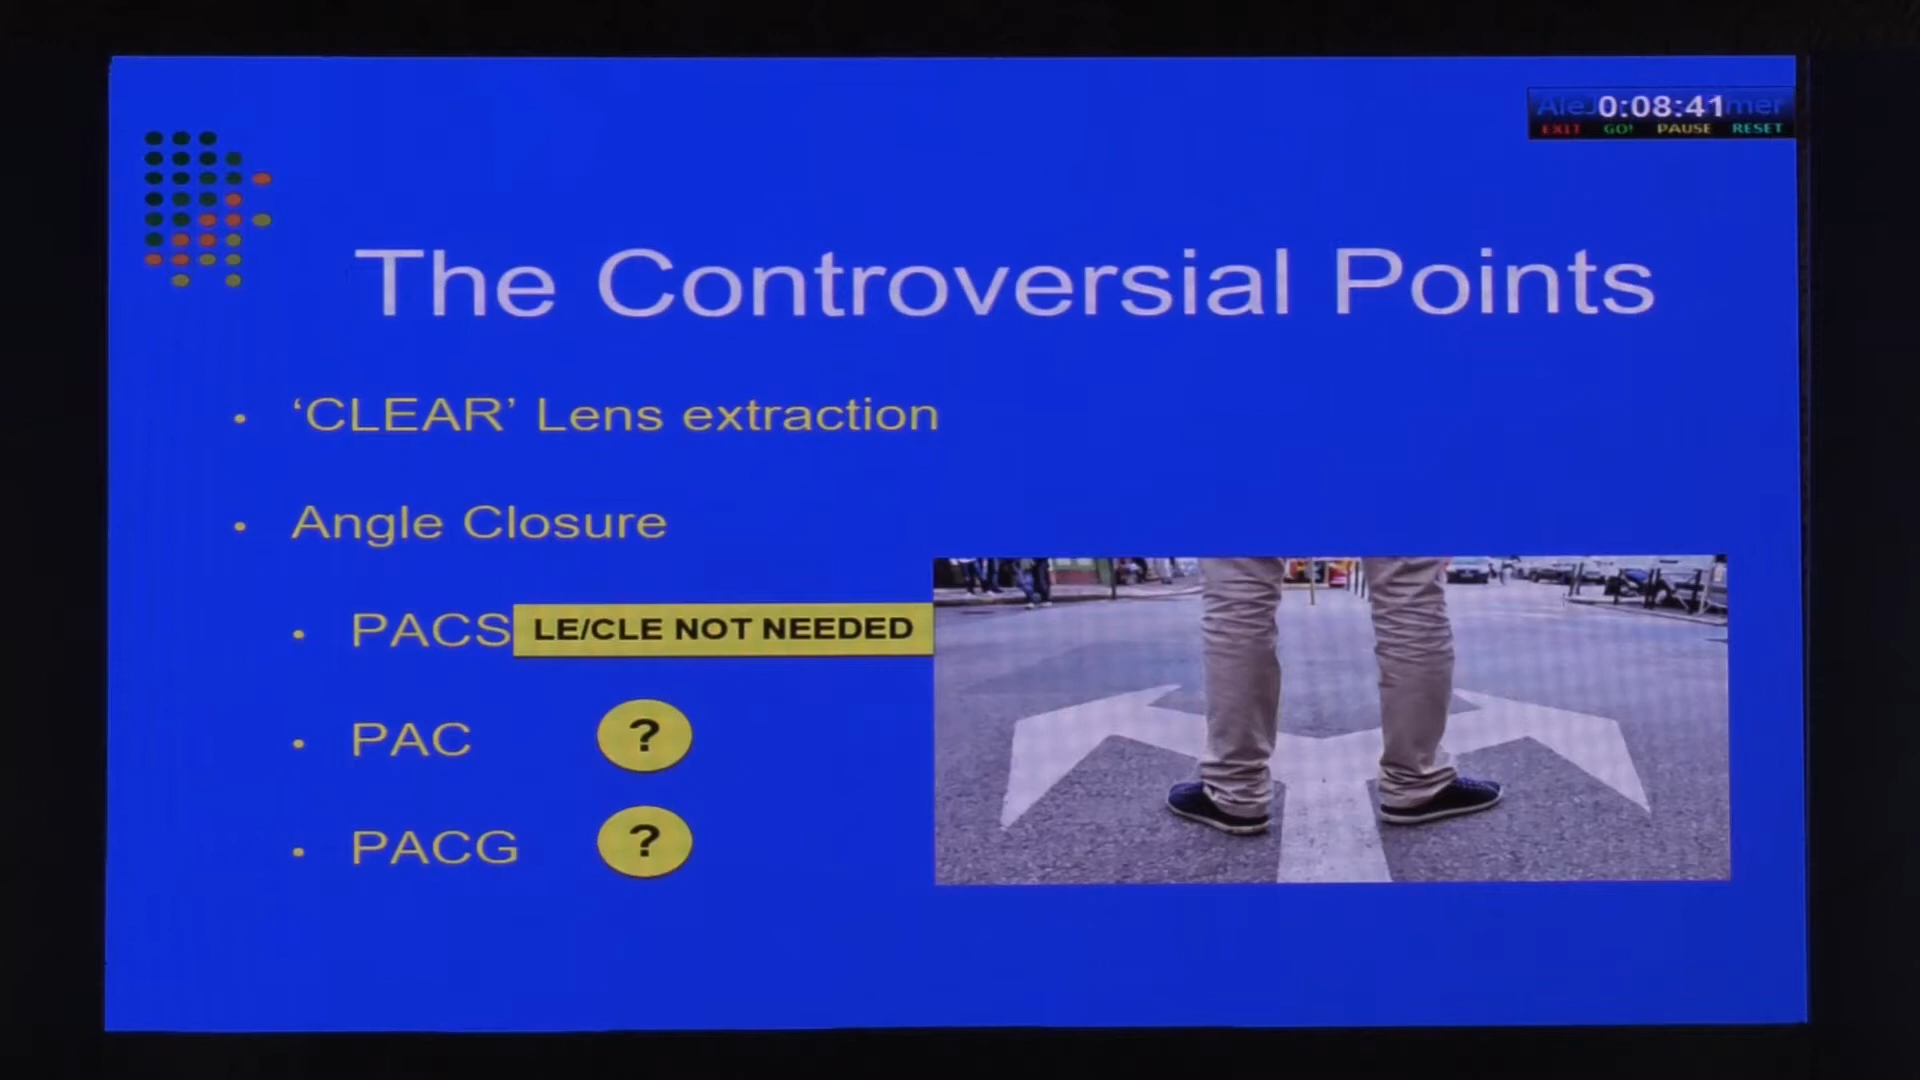 0:08:41
EXIT GO! PAUSE RESET
The Controversial Points
• ‘CLEAR’ Lens extraction
• Angle Closure
• PACS LE/CLE NOT NEEDED
• PAC ?
• PACG ?